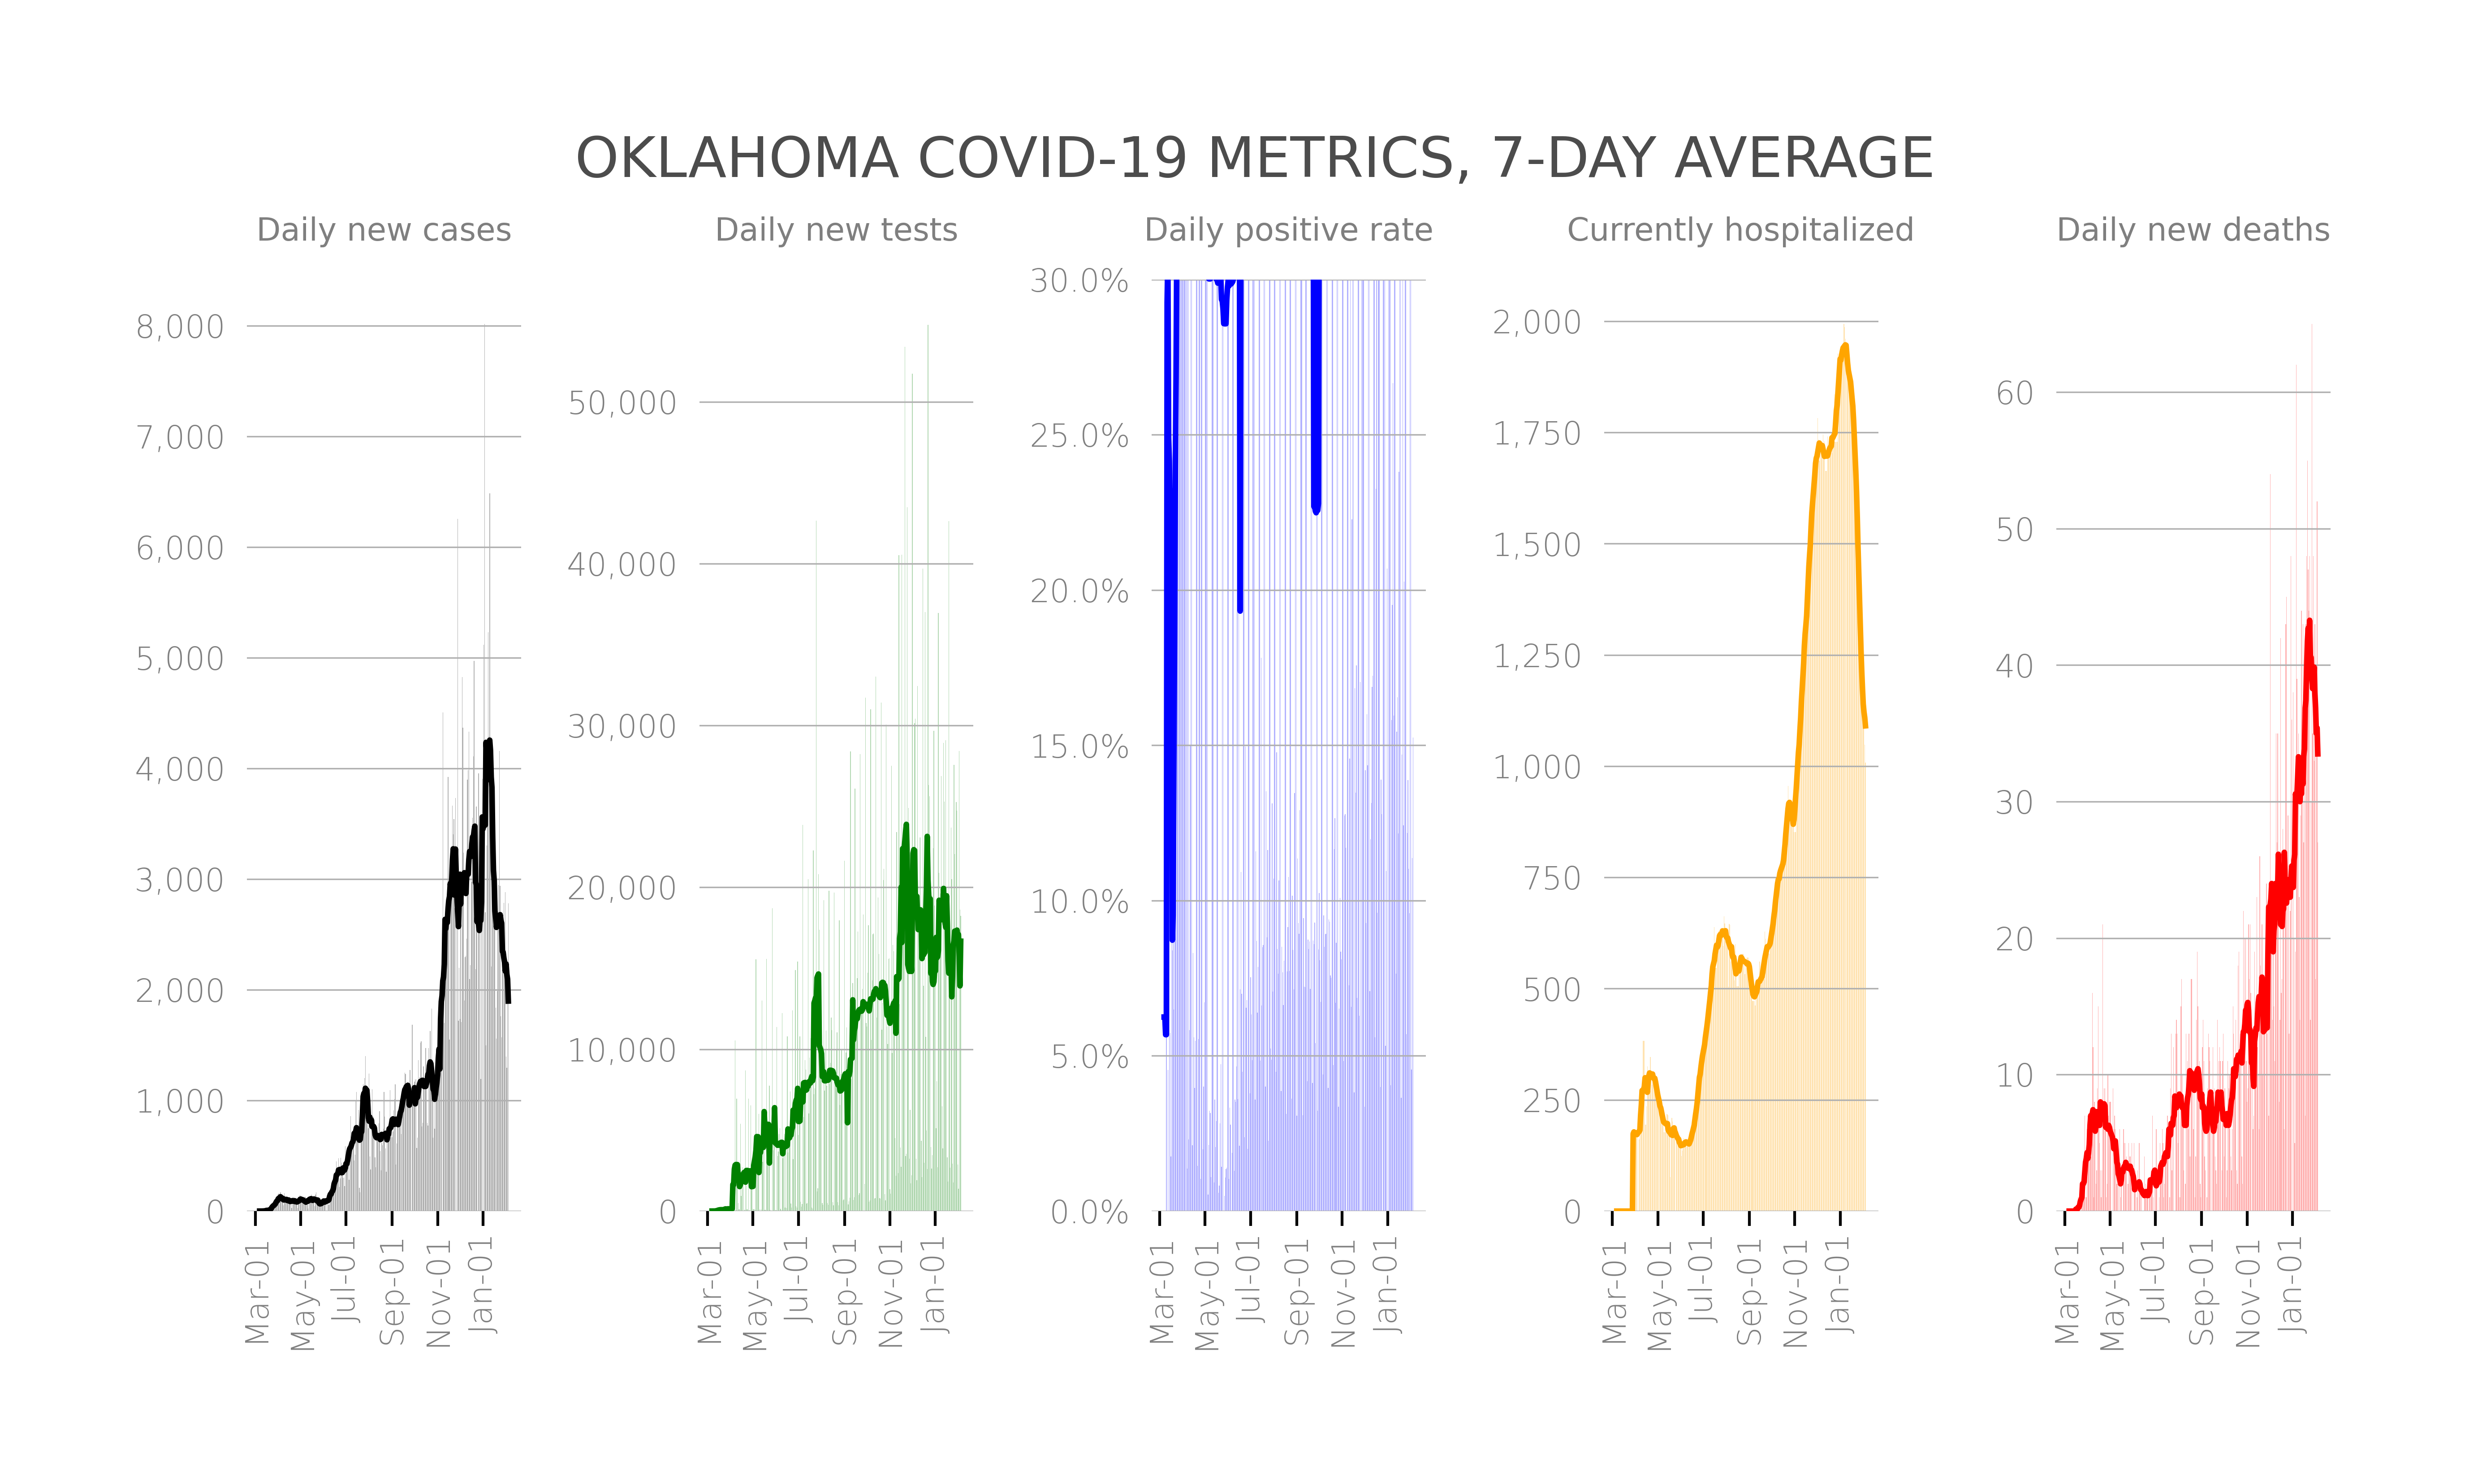 OKLAHOMA COVID-19 METRICS, 7-DAY AVERAGE
Daily new cases
8,000
7,000
6,000
5,000
4,000
3,000
2,000
1,000
0
Mar-01
May-01
Jul-01
Sep-01
Nov-01
Jan-01
Daily new tests
50,000
40,000
30,000
20,000
10,000
0
Mar-01
May-01
Jul-01
Sep-01
Nov-01
Jan-01
Daily positive rate
30.0%
25.0%
20.0%
15.0%
10.0%
5.0%
0.0%
Mar-01
May-01
Jul-01
Sep-01
Nov-01
Jan-01
Currently hospitalized
2,000
1,750
1,500
1,250
1,000
750
500
250
0
Mar-01
May-01
Jul-01
Sep-01
Nov-01
Jan-01
Daily new deaths
60
50
40
30
20
10
0
Mar-01
May-01
Jul-01
Sep-01
Nov-01
Jan-01